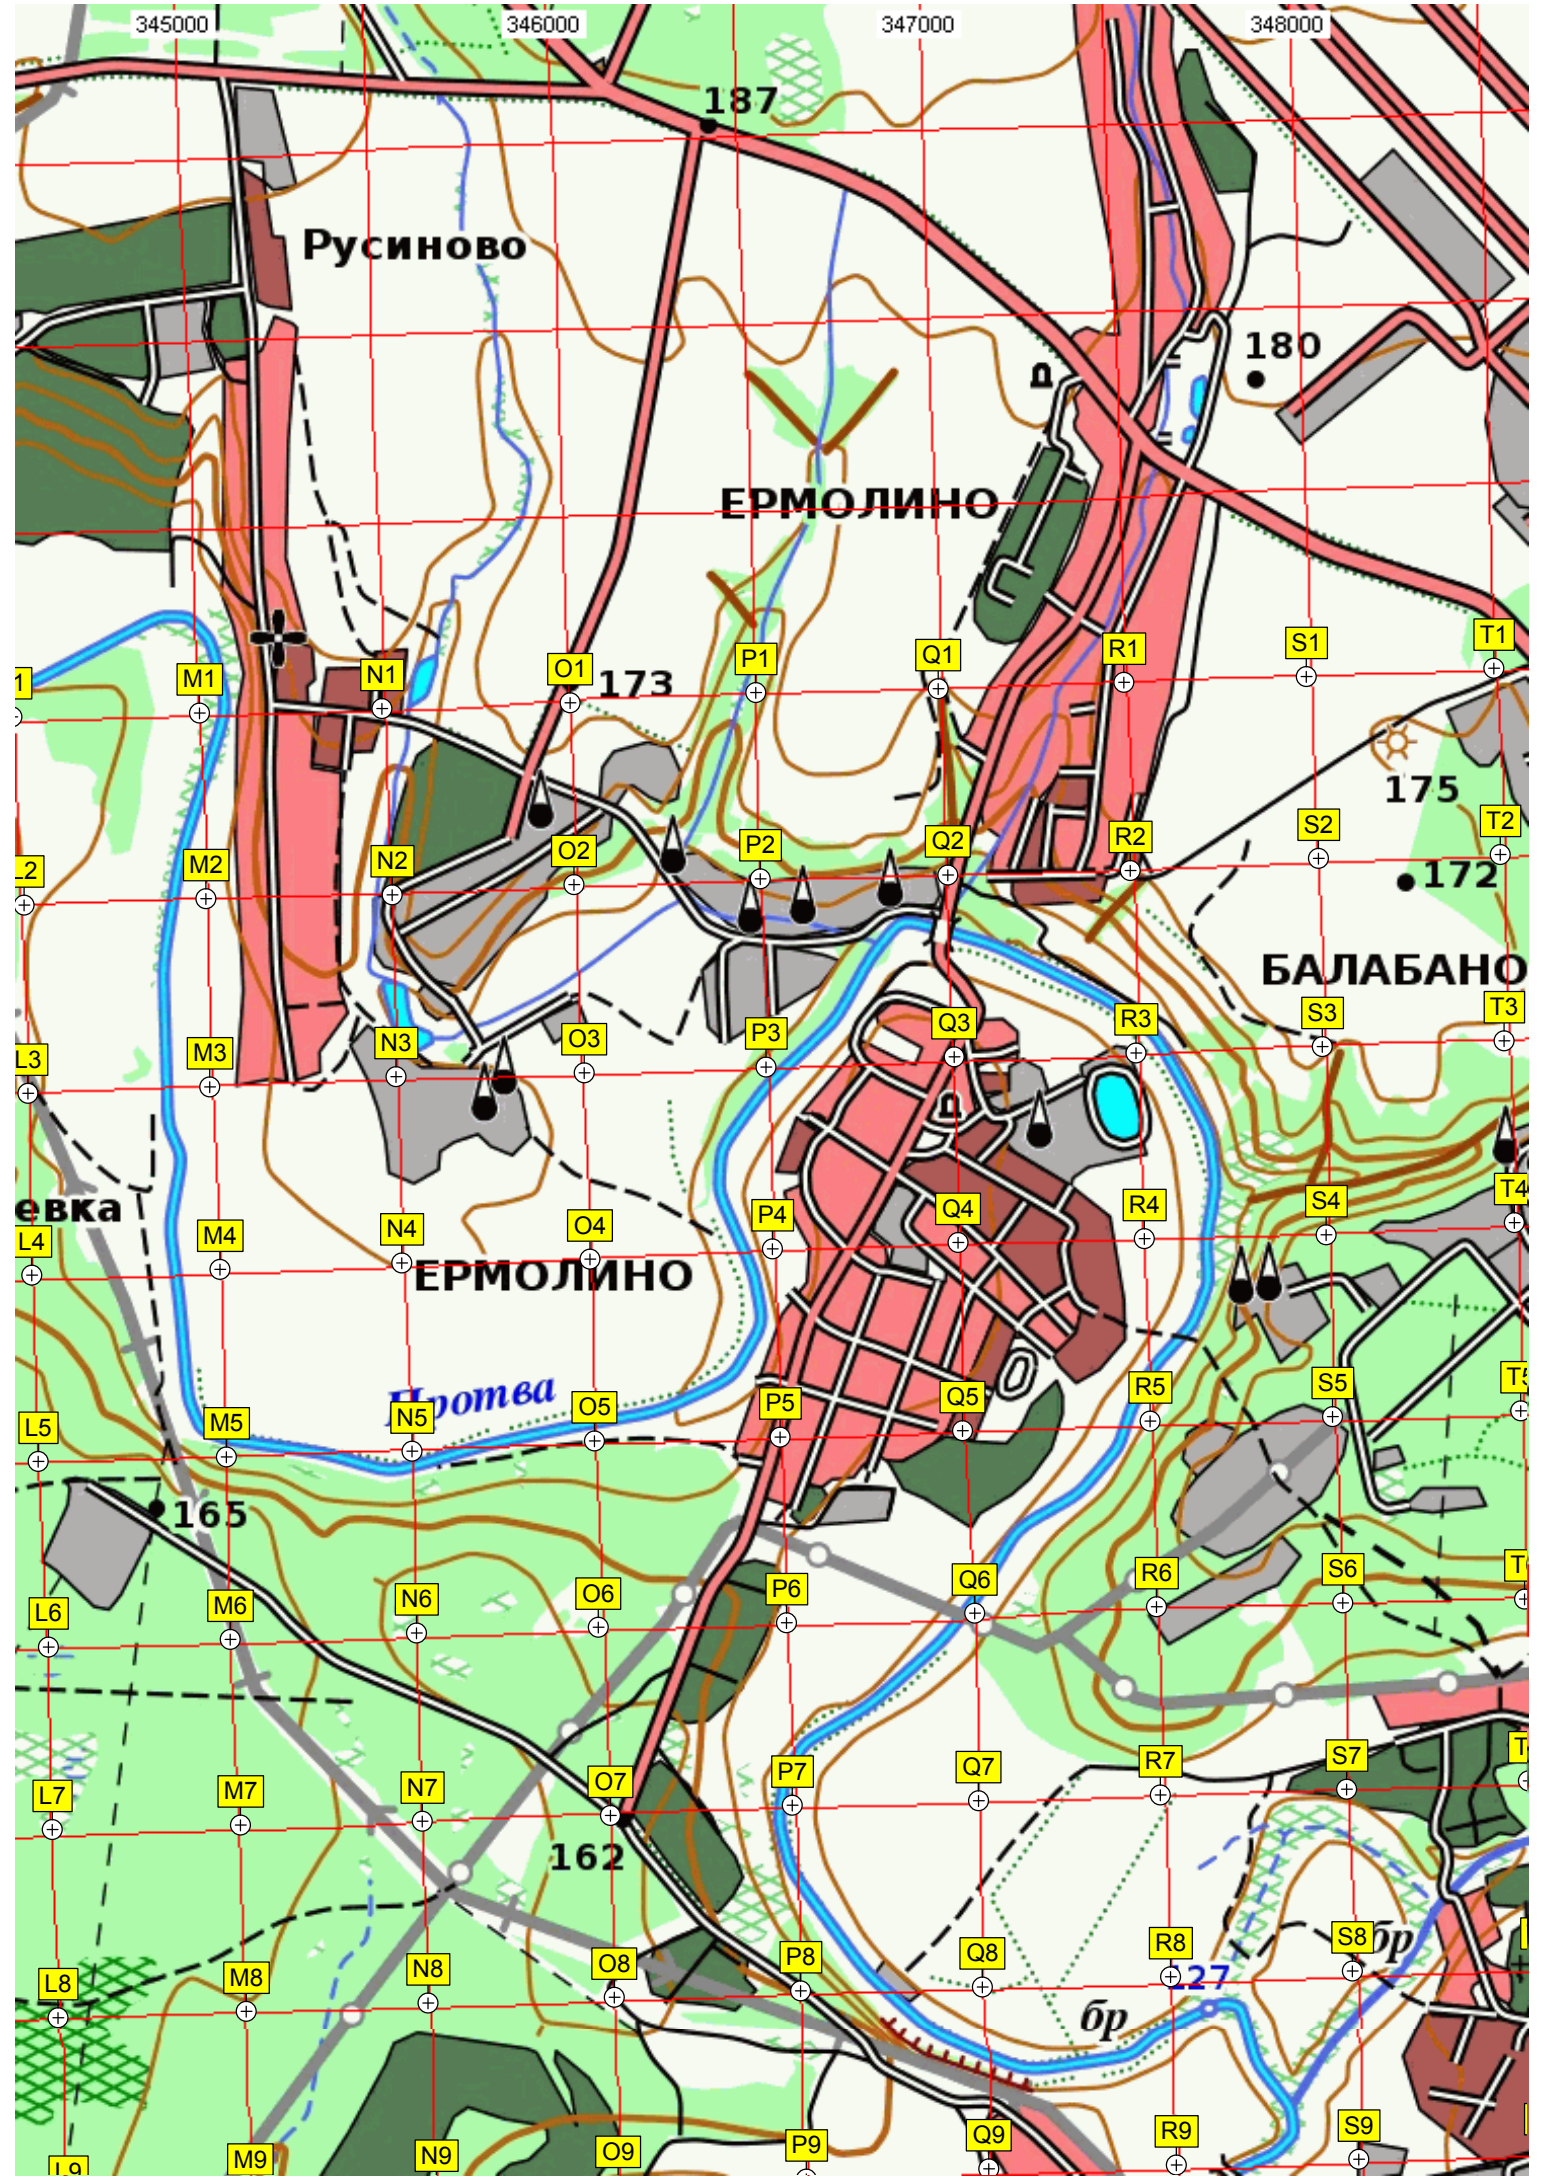 345000 346000 347000 348000
187
Русиново
180
ЕРМОЛИНО
M1 N1 O1 173 P1 Q1 R1 S1 T1
175
L2 M2 N2 O2 P2 Q2 R2 S2 T2
172
БАЛАБАНО
L3 M3 N3 O3 P3 Q3 R3 S3 T3
евка
L4 M4 N4 O4 P4 Q4 R4 S4 T4
ЕРМОЛИНО
Протва
L5 M5 N5 O5 P5 Q5 R5 S5 T5
165
L6 M6 N6 O6 P6 Q6 R6 S6
L7 M7 N7 O7 P7 Q7 R7 S7
162
L8 M8 N8 O8 P8 Q8 R8 S8 бр
127
бр
L9 M9 N9 O9 P9 Q9 R9 S9